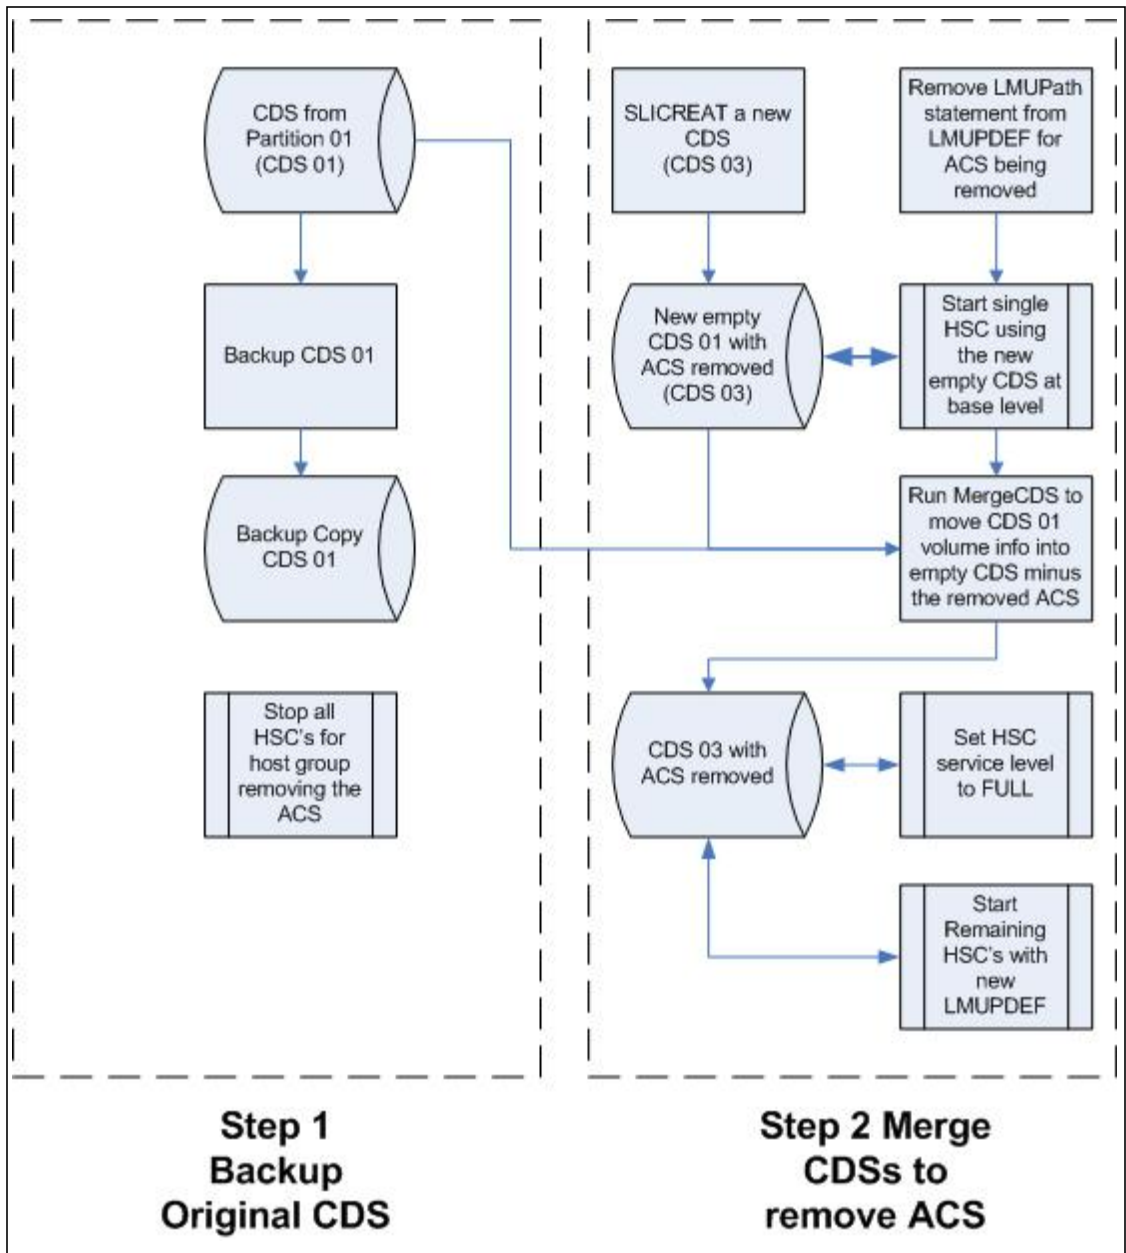 CDS from
Partition 01
(CDS 01)
Backup CDS 01
Backup Copy
CDS 01
Stop all
HSC's for
host group
removing the
ACS
Step 1
Backup
Original CDS
SLICREAT a new
CDS
(CDS 03)
Remove LMUPath
statement from
LMUPDEF for
ACS being
removed
New empty
CDS 01 with
ACS removed
(CDS 03)
Start single
HSC using
the new
empty CDS at
base level
Run MergeCDS to
move CDS 01
volume info into
empty CDS minus
the removed ACS
CDS 03 with
ACS removed
Set HSC
service level
to FULL
Start
Remaining
HSC's with
new
LMUPDEF
Step 2 Merge
CDSs to
remove ACS